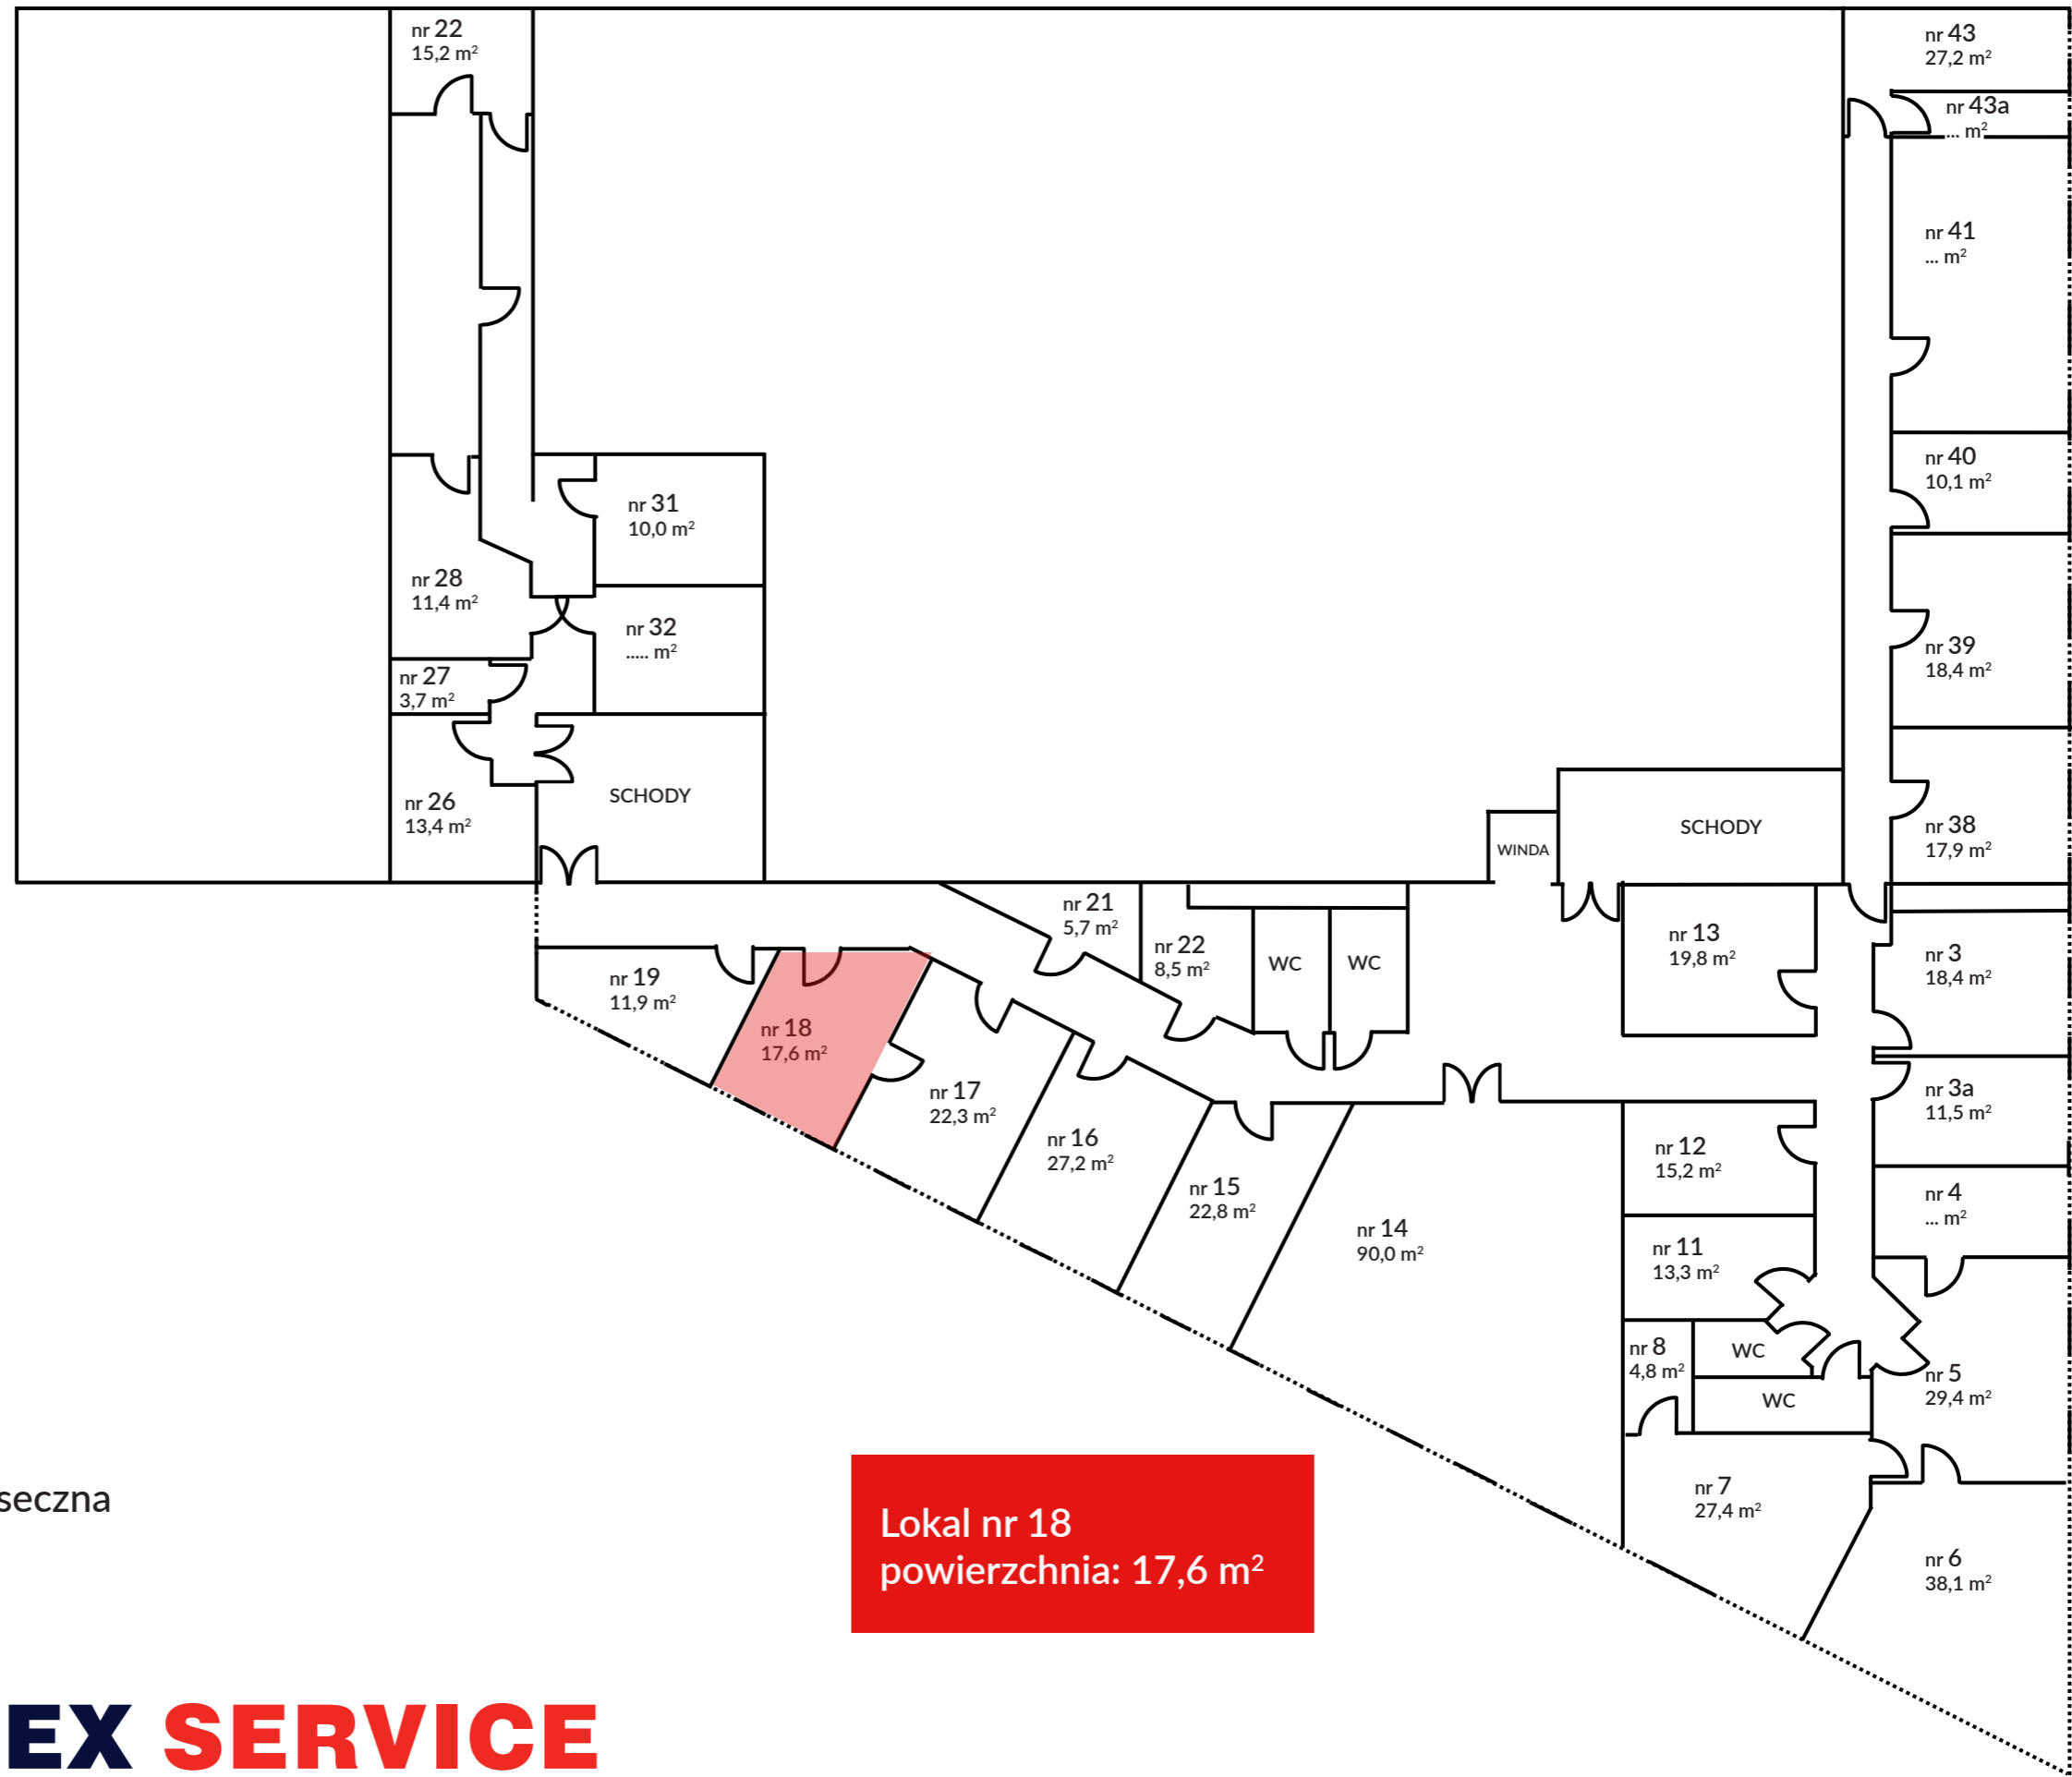 nr 22
15,2 m²
nr 43
27,2 m²
nr 43a
... m²
nr 41
... m²
nr 40
10,1 m²
nr 31
10,0 m²
nr 28
11,4 m²
nr 32
..... m²
nr 39
18,4 m²
nr 27
3,7 m²
nr 26
13,4 m²
SCHODY
WINDA
SCHODY
nr 38
17,9 m²
nr 21
5,7 m²
nr 22
8,5 m²
WC
WC
nr 13
19,8 m²
nr 3
18,4 m²
nr 19
11,9 m²
nr 18
17,6 m²
nr 17
22,3 m²
nr 16
27,2 m²
nr 15
22,8 m²
nr 14
90,0 m²
nr 12
15,2 m²
nr 3a
11,5 m²
nr 4
... m²
nr 11
13,3 m²
nr 8
4,8 m²
WC
WC
nr 5
29,4 m²
nr 7
27,4 m²
nr 6
38,1 m²
seczna
Lokal nr 18
powierzchnia: 17,6 m²
EX SERVICE